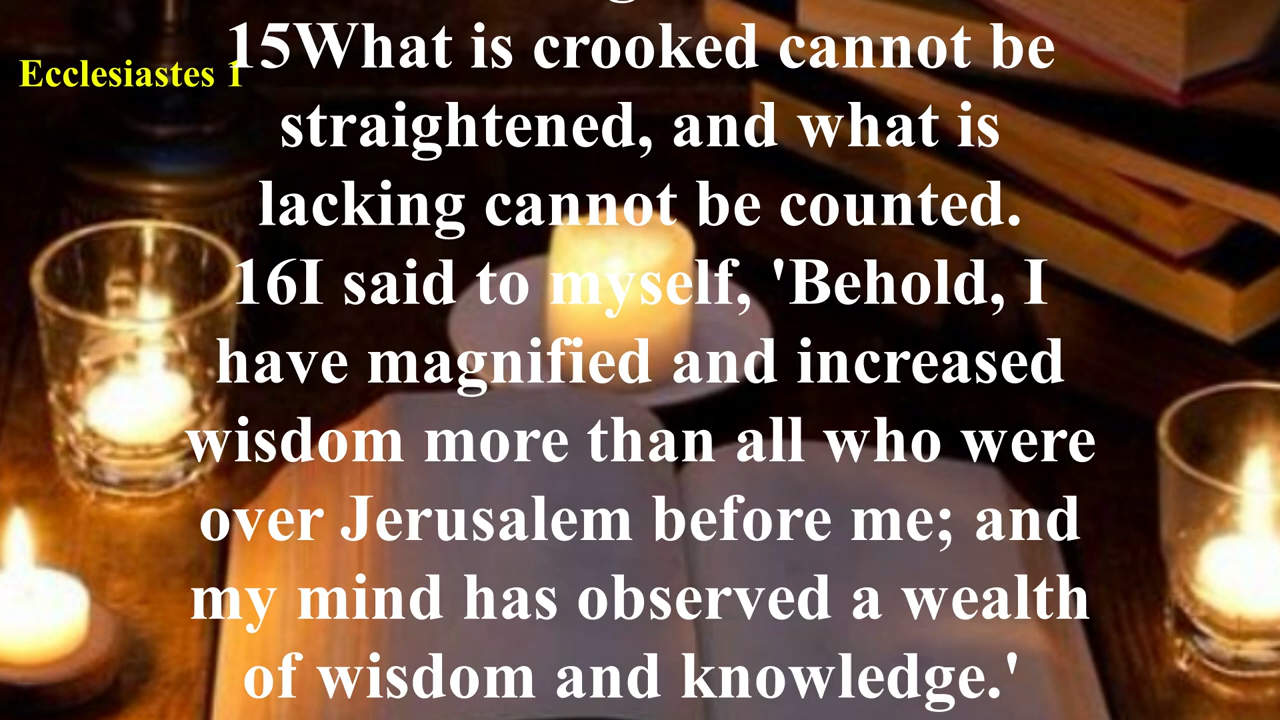 15What is crooked cannot be
Ecclesiastes 1
straightened, and what is
lacking cannot be counted.
16I said to myself, 'Behold, I
have magnified and increased
wisdom more than all who were
over Jerusalem before me; and
my mind has observed a wealth
of wisdom and knowledge.'